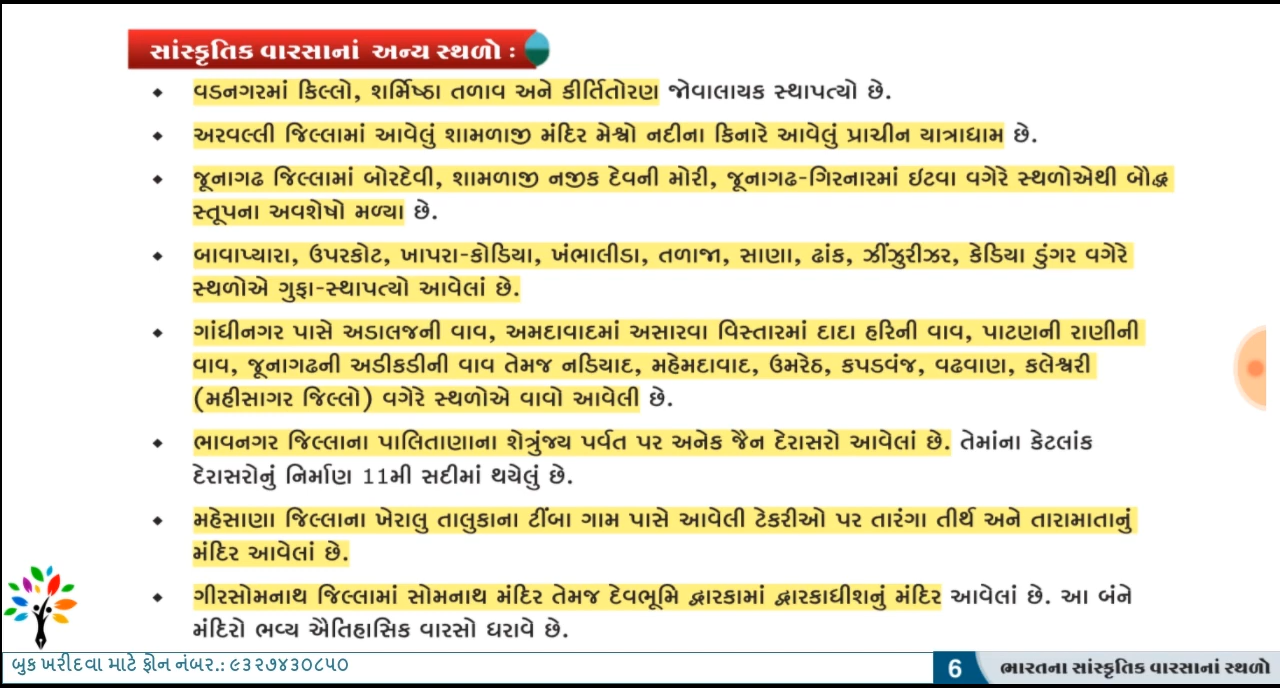 સાંસ્કૃતિક વારસાનાં અન્ય સ્થળો :
◆ વડનગરમાં કિલ્લો, શર્મિષ્ઠા તળાવ અને કીર્તિતોરણ જોવાલાયક સ્થાપત્યો છે.
◆ અરવલ્લી જિલ્લામાં આવેલું શામળાજી મંદિર મેશ્વો નદીના કિનારે આવેલું પ્રાચીન યાત્રાધામ છે.
◆ જૂનાગઢ જિલ્લામાં બોરદેવી, શામળાજી નજીક દેવની મોરી, જૂનાગઢ-ગિરનારમાં ઇટવા વગેરે સ્થળોએથી બૌદ્ધ
સ્તૂપના અવશેષો મળ્યા છે.
◆ બાવાપ્યારા, ઉપરકોટ, ખાપરા-કોડિયા, ખંભાલીડા, તળાજા, સાણા, ઢાંક, ઝીંઝુરીઝર, કેડિયા ડુંગર વગેરે
સ્થળોએ ગુફા-સ્થાપત્યો આવેલાં છે.
◆ ગાંધીનગર પાસે અડાલજની વાવ, અમદાવાદમાં અસારવા વિસ્તારમાં દાદા હરિની વાવ, પાટણની રાણીની
વાવ, જૂનાગઢની અડીકડીની વાવ તેમજ નડિયાદ, મહેમદાવાદ, ઉમરેઠ, કપડવંજ, વઢવાણ, કલેશ્વરી
(મહીસાગર જિલ્લો) વગેરે સ્થળોએ વાવો આવેલી છે.
◆ ભાવનગર જિલ્લાના પાલિતાણાના શેત્રુંજ્ય પર્વત પર અનેક જૈન દેરાસરો આવેલાં છે. તેમાંના કેટલાંક
દેરાસરોનું નિર્માણ 11મી સદીમાં થયેલું છે.
◆ મહેસાણા જિલ્લાના ખેરાલુ તાલુકાના ટીંબા ગામ પાસે આવેલી ટેકરીઓ પર તારંગા તીર્થ અને તારામાતાનું
મંદિર આવેલાં છે.
◆ ગીરસોમનાથ જિલ્લામાં સોમનાથ મંદિર તેમજ દેવભૂમિ દ્વારકામાં દ્વારકાધીશનું મંદિર આવેલાં છે. આ બંને
મંદિરો ભવ્ય ઐતિહાસિક વારસો ધરાવે છે.
બુક ખરીદવા માટે ફોન નંબર.: ૯૩૨૭૪૩૦૮૫૦
6 ભારતના સાંસ્કૃતિક વારસાનાં સ્થળો